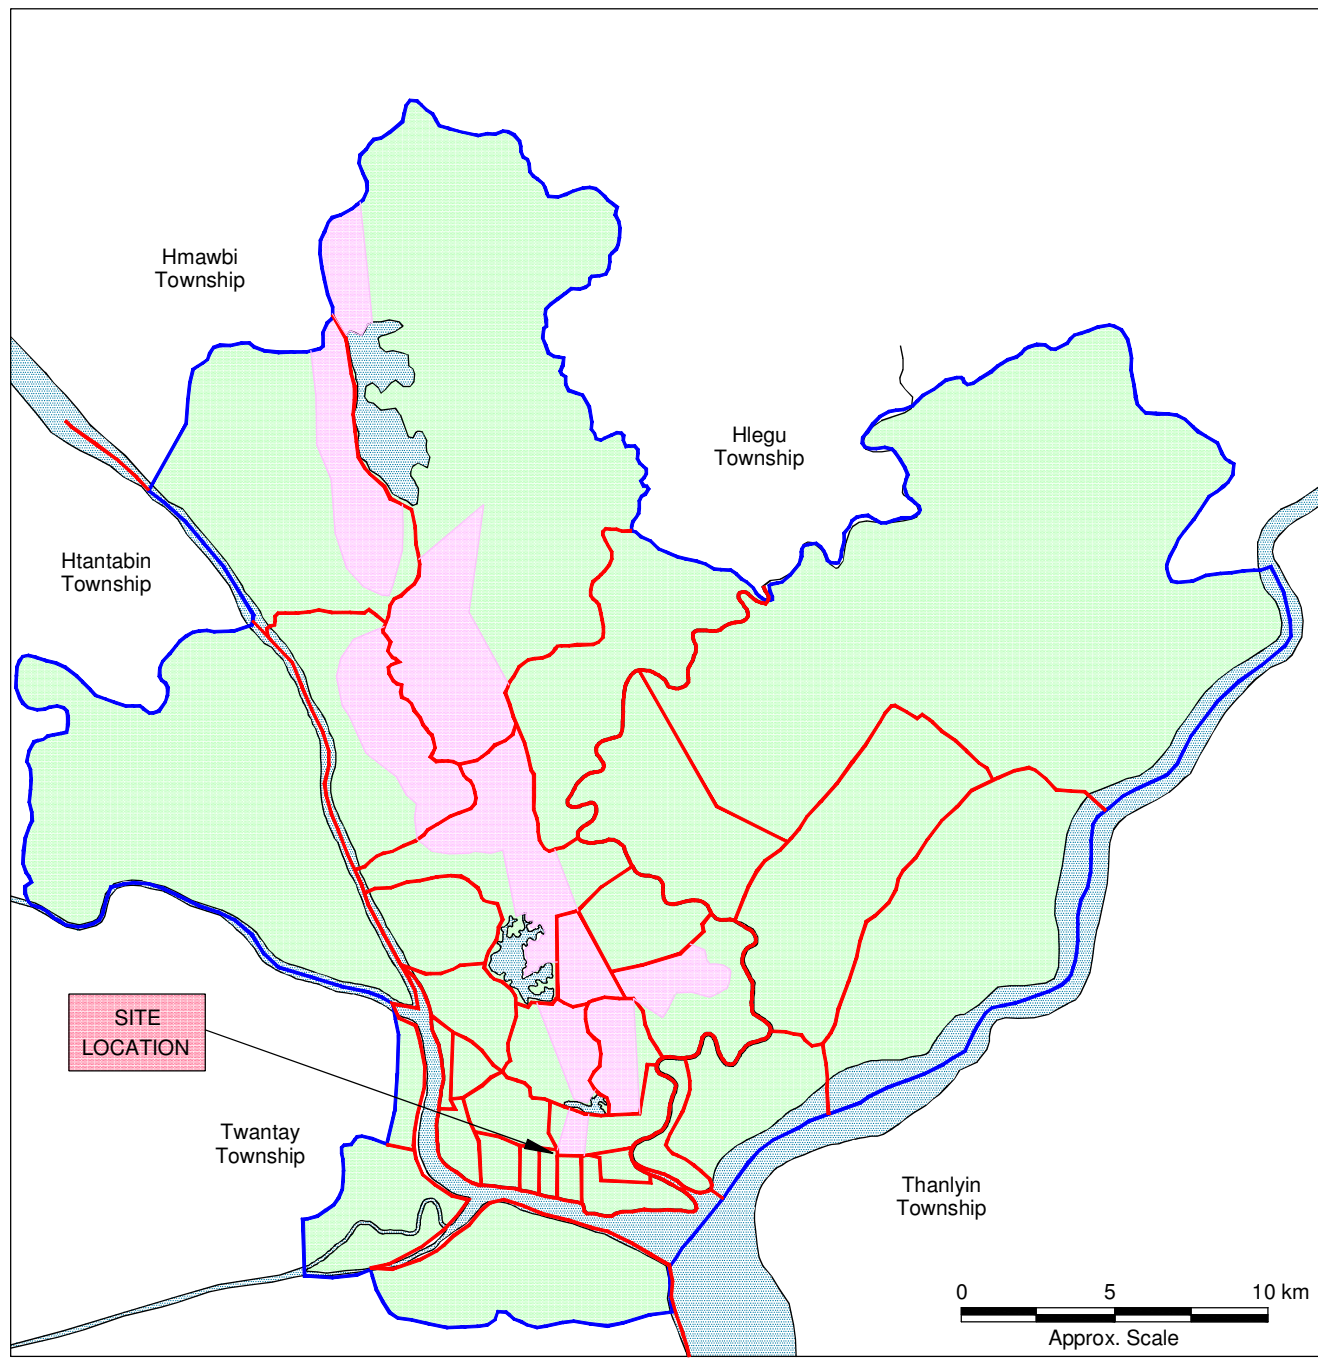 Hmawbi
Township
Hlegu
Township
Htantabin
Township
SITE
LOCATION
Twantay
Township
Thanlyin
Township
0 5 10 km
Approx. Scale